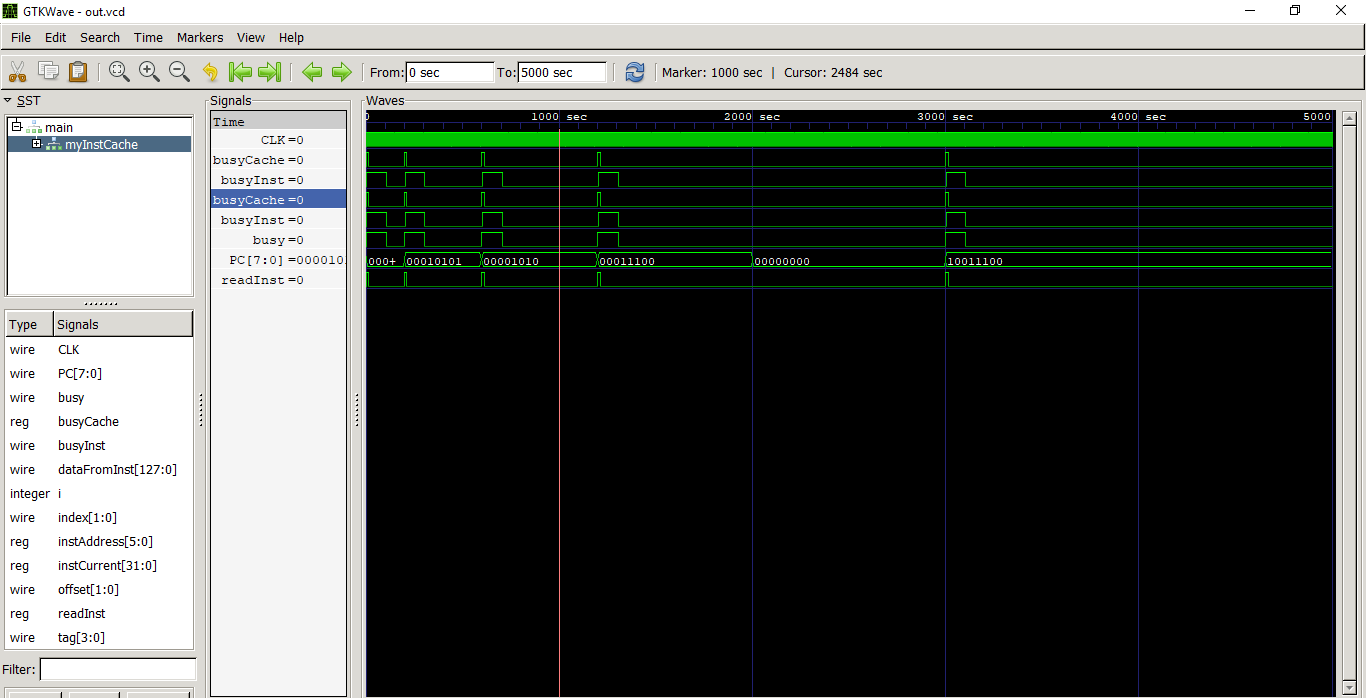 GTKWave - out.vcd
File Edit Search Time Markers View Help
From: 0 sec To: 5000 sec Marker: 1000 sec | Cursor: 2484 sec
SST
main
myInstCache
Type Signals
wire CLK
wire PC[7:0]
wire busy
reg busyCache
wire busyInst
wire dataFromInst[127:0]
integer i
wire index[1:0]
reg instAddress[5:0]
reg instCurrent[31:0]
wire offset[1:0]
reg readInst
wire tag[3:0]
Filter:
Signals
Time
CLK =0
busyCache =0
busyInst =0
busyCache =0
busyInst =0
busy =0
PC[7:0] =000010
readInst =0
Waves
1000 sec 2000 sec 3000 sec 4000 sec 5000
000+ 00010101 00001010 00011100 00000000 10011100